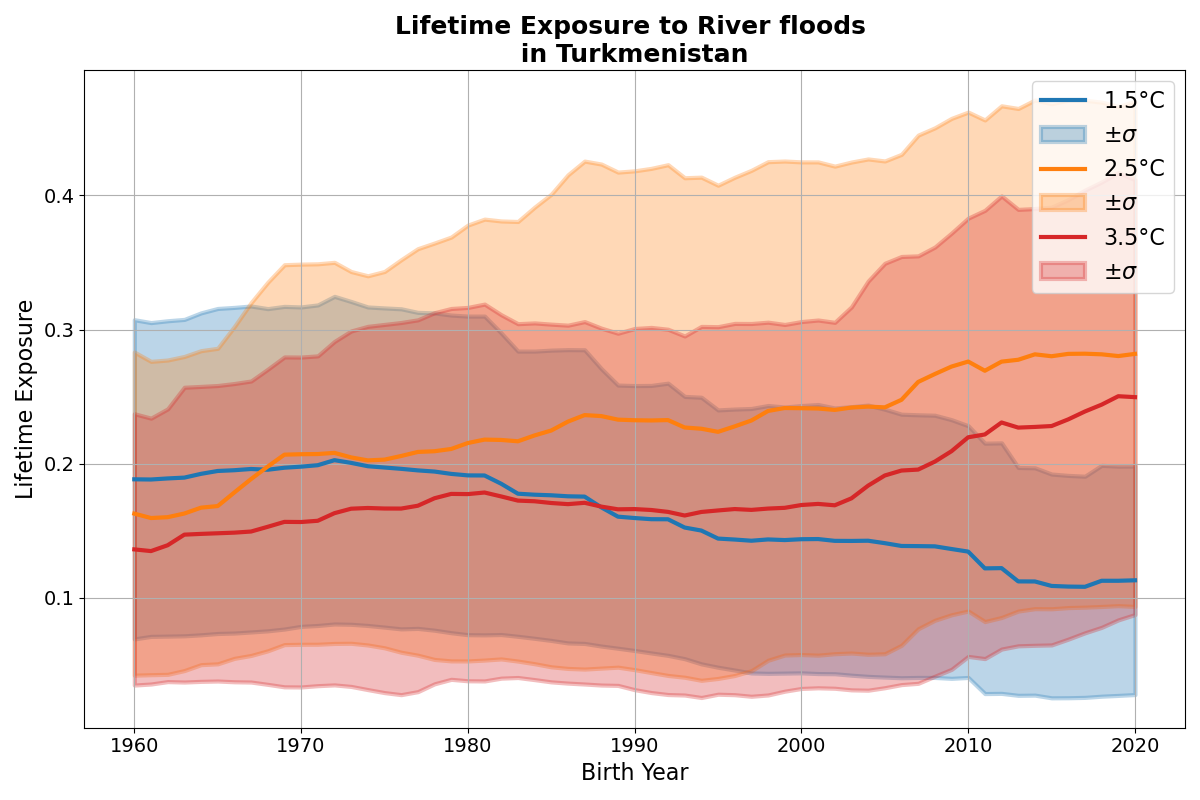 Lifetime Exposure to River floods
in Turkmenistan
1.5°C
±σ
2.5°C
±σ
3.5°C
±σ
Lifetime Exposure
0.4
0.3
0.2
0.1
1960 1970 1980 1990 2000 2010 2020
Birth Year